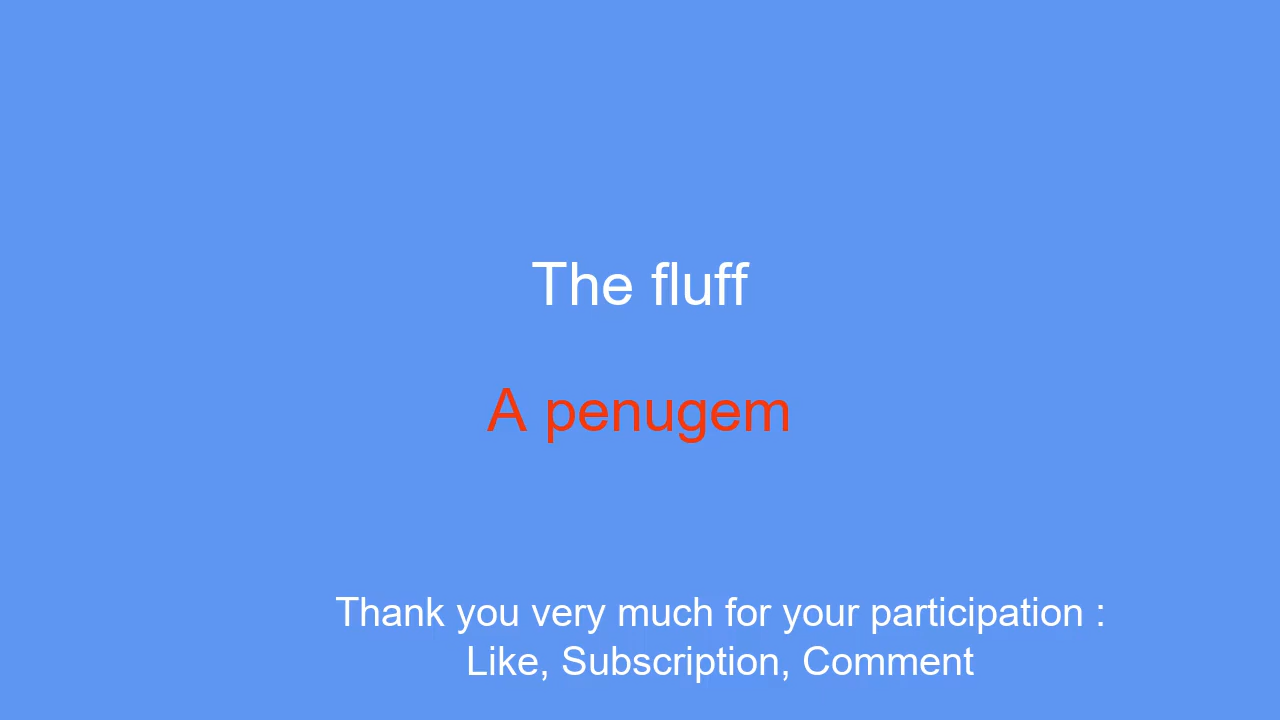 The fluff
A penugem
Thank you very much for your participation :
Like, Subscription, Comment